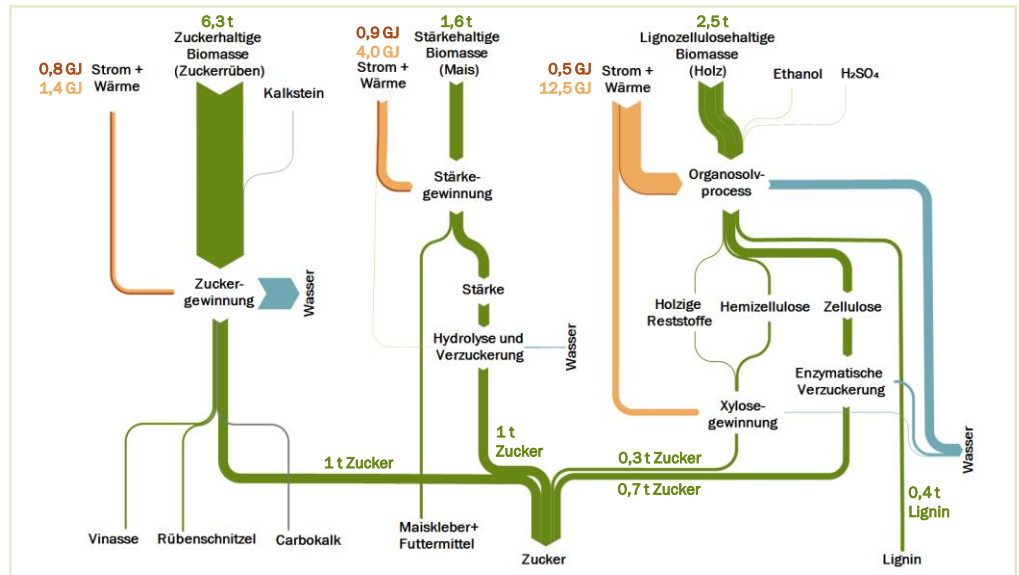 6,3 t
Zuckerhaltige
Biomasse
(Zuckerrüben)
0,8 GJ
1,4 GJ
Strom +
Wärme
Kalkstein
Zucker-
gewinnung
Wasser
1 t Zucker
Vinasse
Rübenschnitzel
Carbokalk
1,6 t
Stärkehaltige
Biomasse
(Mais)
0,9 GJ
4,0 GJ
Strom +
Wärme
Stärke-
gewinnung
Stärke
Hydrolyse und
Verzuckerung
Wasser
1 t
Zucker
Maiskleber+
Futtermittel
Zucker
2,5 t
Lignozellulosehaltige
Biomasse
(Holz)
0,5 GJ
12,5 GJ
Strom +
Wärme
Ethanol
H₂SO₄
Organosolv-
process
Holzige
Reststoffe
Hemizellulose
Zellulose
Enzymatische
Verzuckerung
Xylose-
gewinnung
Wasser
0,3 t Zucker
0,7 t Zucker
0,4 t
Lignin
Lignin